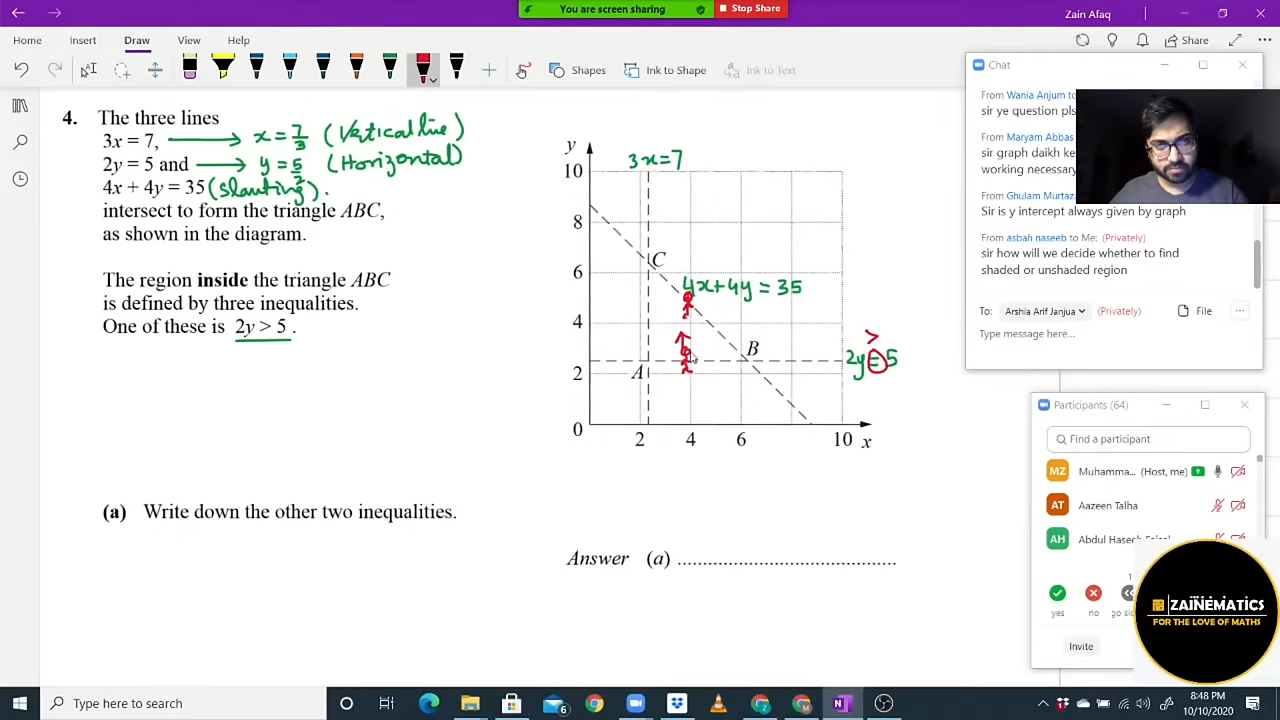 You are screen sharing
Stop Share
Zain Afaq
Home Insert Draw View Help
Share
Shapes
Ink to Shape
Ink to Text
4. The three lines
3x = 7, x = 7/3 (Vertical line)
2y = 5 and y = 5/2 (Horizontal)
4x + 4y = 35 (slanting).
intersect to form the triangle ABC,
as shown in the diagram.
The region inside the triangle ABC
is defined by three inequalities.
One of these is 2y > 5 .
y
10
8
6
4
2
0
2 4 6 10 x
3x=7
C
4x+4y = 35
B
A
>
2y = 5
(a) Write down the other two inequalities.
Answer (a) ..........................................
Chat
From Wania Anjum to
sir ye question pls
From Maryam Abbas
sir graph daikh ke
working necessary
From Ghulam Murtaza
Sir is y intercept always given by graph
From asbah naseeb to Me: (Privately)
sir how will we decide whether to find
shaded or unshaded region
To: Arshia Arif Janjua (Privately) File
Type message here...
Participants (64)
Find a participant
MZ Muhamma... (Host, me)
AT Aazeen Talha
AH Abdul Haseeb
1
yes no
Invite
ZAINEMATICS
FOR THE LOVE OF MATHS
Type here to search
6
8:48 PM
10/10/2020